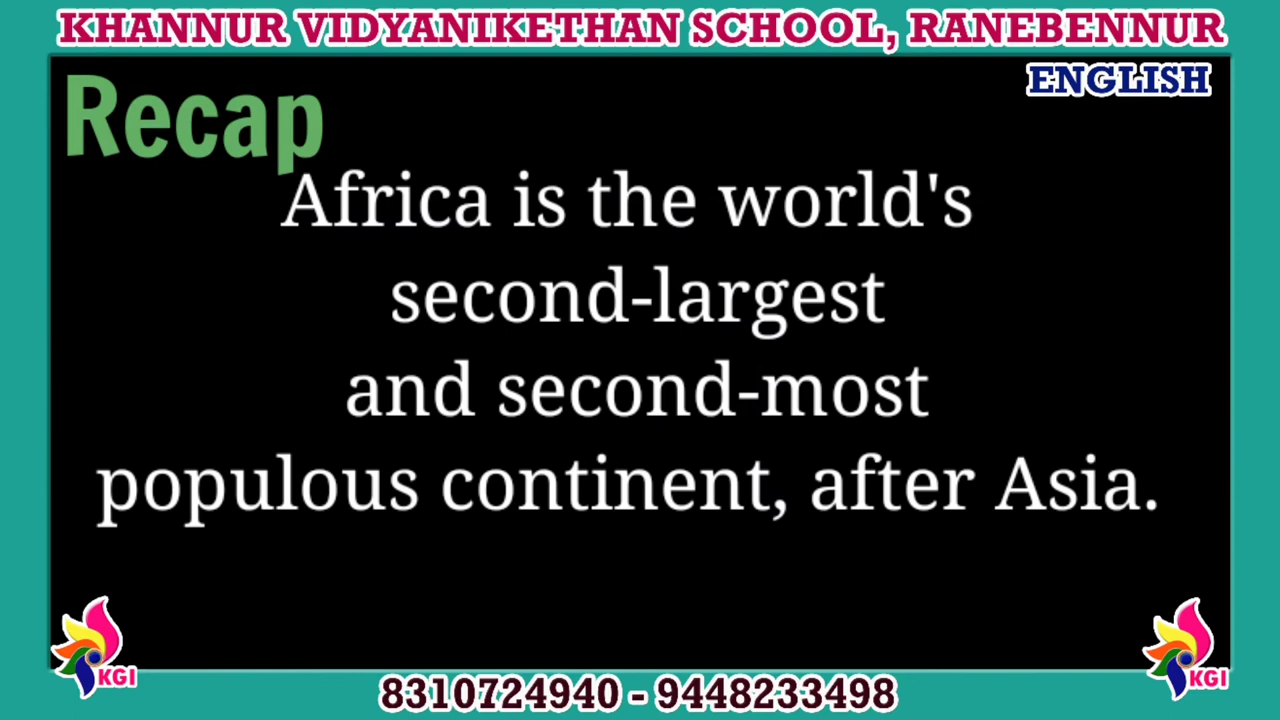 KHANNUR VIDYANIKETHAN SCHOOL, RANEBENNUR
ENGLISH
Recap
Africa is the world's
second-largest
and second-most
populous continent, after Asia.
KGI
KGI
8310724940 - 9448233498